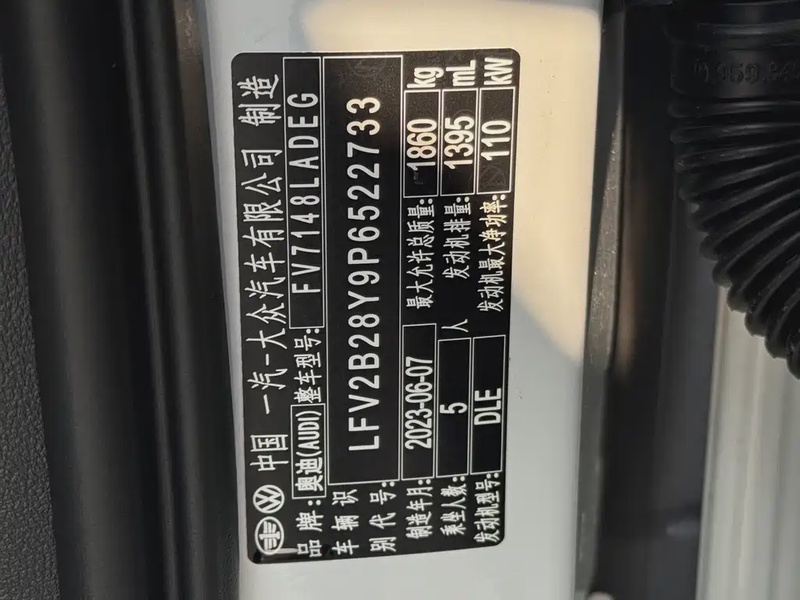 中国 一汽-大众汽车有限公司 制造
品牌: 奥迪(AUDI) 整车型号: FV7148LADEG
车辆识别代号: LFV2B28Y9P6522733
制造年月: 2023-06-07 最大允许总质量: 1860 kg
乘坐人数: 5 人 发动机排量: 1395 mL
发动机型号: DLE 发动机最大净功率: 110 kW